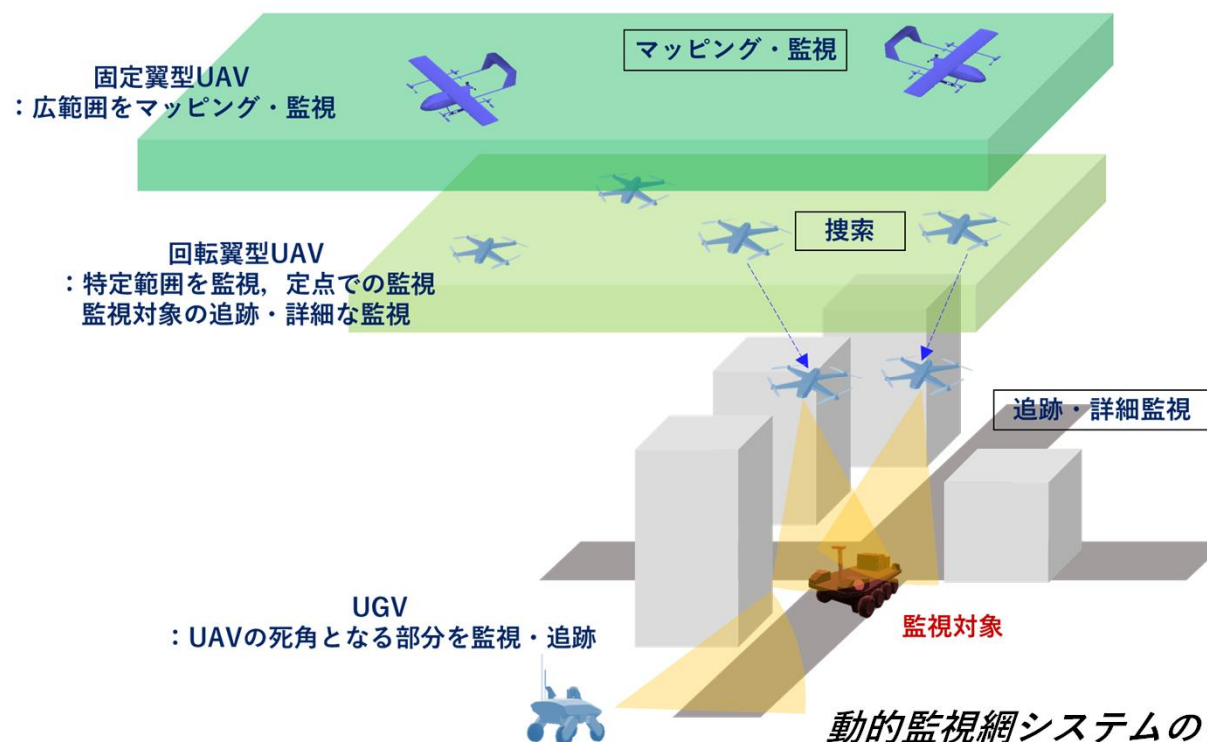 マッピング・監視
固定翼型UAV
：広範囲をマッピング・監視
捜索
回転翼型UAV
：特定範囲を監視，定点での監視
監視対象の追跡・詳細な監視
追跡・詳細監視
UGV
：UAVの死角となる部分を監視・追跡
監視対象
動的監視網システムの